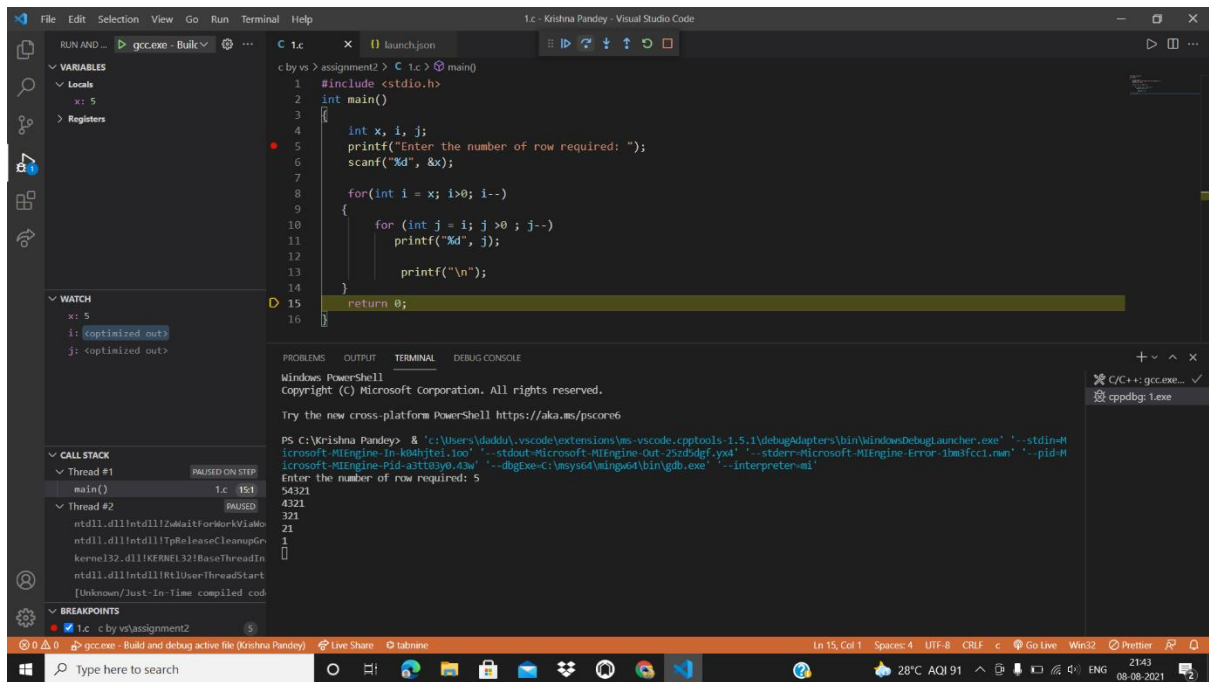 File Edit Selection View Go Run Terminal Help
1.c - Krishna Pandey - Visual Studio Code
RUN AND ... gcc.exe - Builc
VARIABLES
Locals
x: 5
Registers
WATCH
x: 5
i: <optimized out>
j: <optimized out>
CALL STACK
Thread #1 PAUSED ON STEP
main() 1.c 15:1
Thread #2 PAUSED
ntdll.dll!ntdll!ZwWaitForWorkViaWo
ntdll.dll!ntdll!TpReleaseCleanupGr
kernel32.dll!KERNEL32!BaseThreadIn
ntdll.dll!ntdll!RtlUserThreadStart
[Unknown/Just-In-Time compiled cod
BREAKPOINTS
1.c c by vs\assignment2 5
C 1.c {} launch.json
c by vs > assignment2 > C 1.c > main()
1 #include <stdio.h>
2 int main()
3 {
4 int x, i, j;
5 printf("Enter the number of row required: ");
6 scanf("%d", &x);
7
8 for(int i = x; i>0; i--)
9 {
10 for (int j = i; j >0 ; j--)
11 printf("%d", j);
12
13 printf("\n");
14 }
15 return 0;
16 }
PROBLEMS OUTPUT TERMINAL DEBUG CONSOLE
Windows PowerShell
Copyright (C) Microsoft Corporation. All rights reserved.
Try the new cross-platform PowerShell https://aka.ms/pscore6
PS C:\Krishna Pandey> & 'c:\Users\daddu\.vscode\extensions\ms-vscode.cpptools-1.5.1\debugAdapters\bin\WindowsDebugLauncher.exe' '--stdin=M
icrosoft-MIEngine-In-k04hjtei.1oo' '--stdout=Microsoft-MIEngine-Out-25zd5dgf.yx4' '--stderr=Microsoft-MIEngine-Error-1bm3fcc1.nwn' '--pid=M
icrosoft-MIEngine-Pid-a3tt03y0.43w' '--dbgExe=C:\msys64\mingw64\bin\gdb.exe' '--interpreter=mi'
Enter the number of row required: 5
54321
4321
321
21
1
C/C++: gcc.exe...
cppdbg: 1.exe
1
0 0 gcc.exe - Build and debug active file (Krishna Pandey) Live Share tabnine
Ln 15, Col 1 Spaces: 4 UTF-8 CRLF c Go Live Win32 Prettier
Type here to search
28°C AQI 91 ENG 21:43
08-08-2021 2